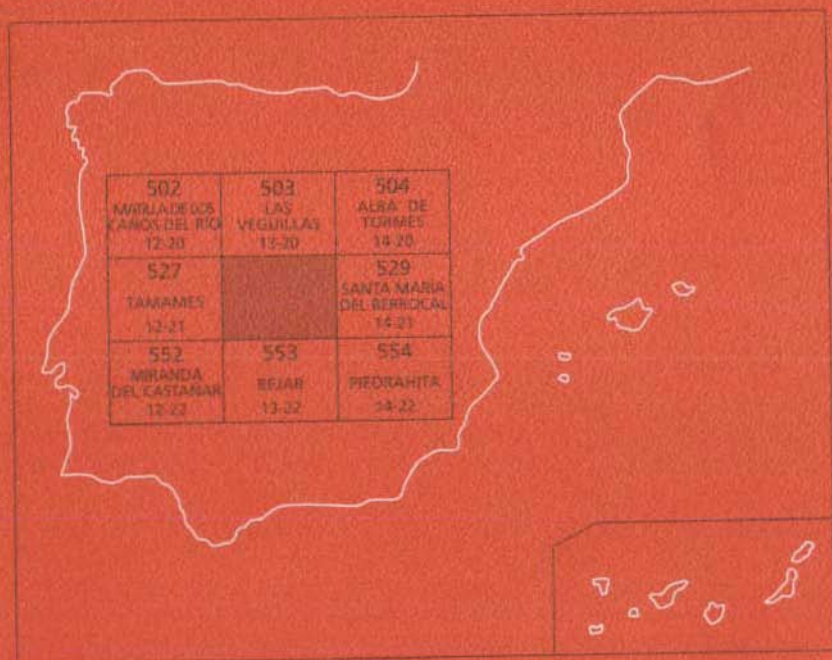 502
MATILLA DE LOS
CAÑOS DEL RÍO
12-20
503
LAS
VEGUILLAS
13-20
504
ALBA DE
TORMES
14-20
527
TAMAMES
12-21
529
SANTA MARÍA
DEL BERROCAL
14-21
552
MIRANDA
DEL CASTAÑAR
12-22
553
BEJAR
13-22
554
PIEDRAHITA
14-22